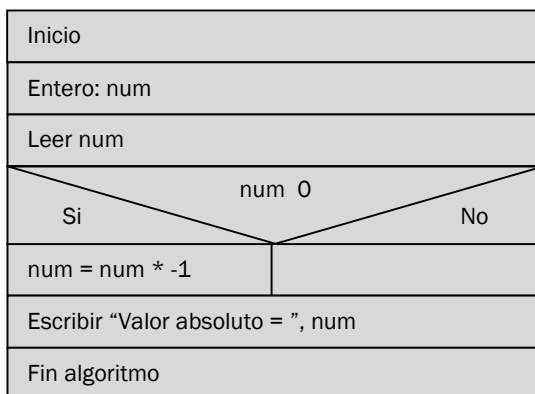 Inicio
Entero: num
Leer num
num 0
Si
No
num = num * -1
Escribir “Valor absoluto = ”, num
Fin algoritmo